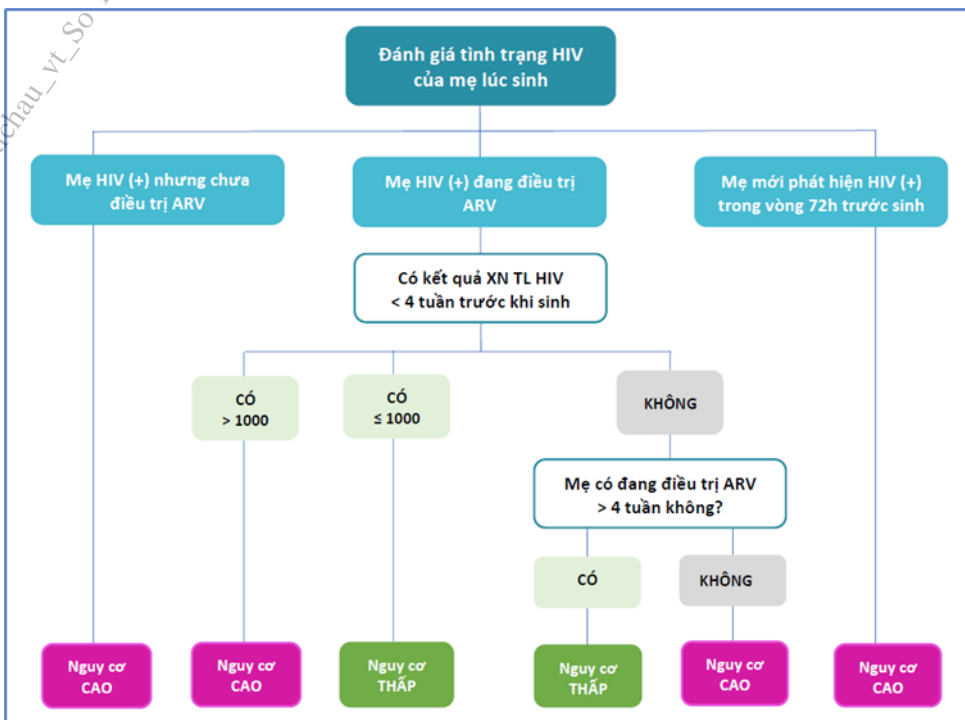 chau_vt_So
Đánh giá tình trạng HIV
của mẹ lúc sinh
Mẹ HIV (+) nhưng chưa
điều trị ARV
Mẹ HIV (+) đang điều trị
ARV
Mẹ mới phát hiện HIV (+)
trong vòng 72h trước sinh
Có kết quả XN TL HIV
< 4 tuần trước khi sinh
CÓ
> 1000
CÓ
≤ 1000
KHÔNG
Mẹ có đang điều trị ARV
> 4 tuần không?
CÓ
KHÔNG
Nguy cơ
CAO
Nguy cơ
CAO
Nguy cơ
THẤP
Nguy cơ
THẤP
Nguy cơ
CAO
Nguy cơ
CAO